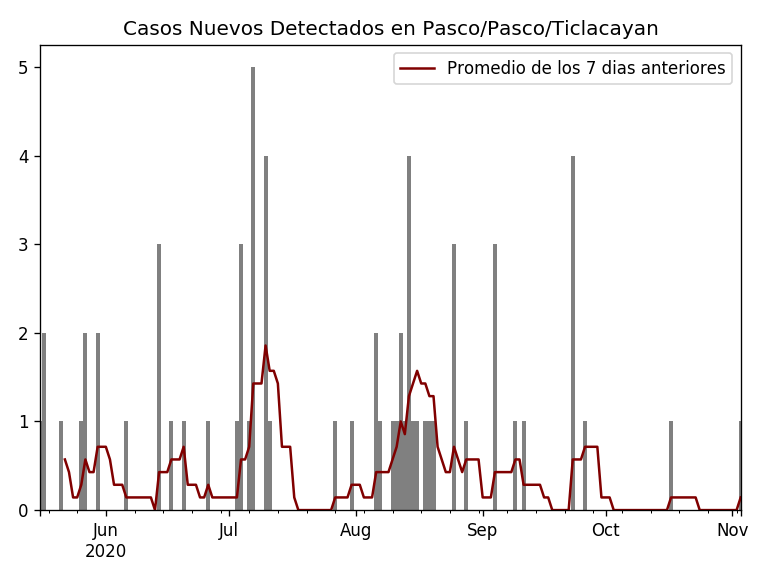 Casos Nuevos Detectados en Pasco/Pasco/Ticlacayan
Promedio de los 7 dias anteriores
5
4
3
2
1
0
Jun Jul Aug Sep Oct Nov
2020